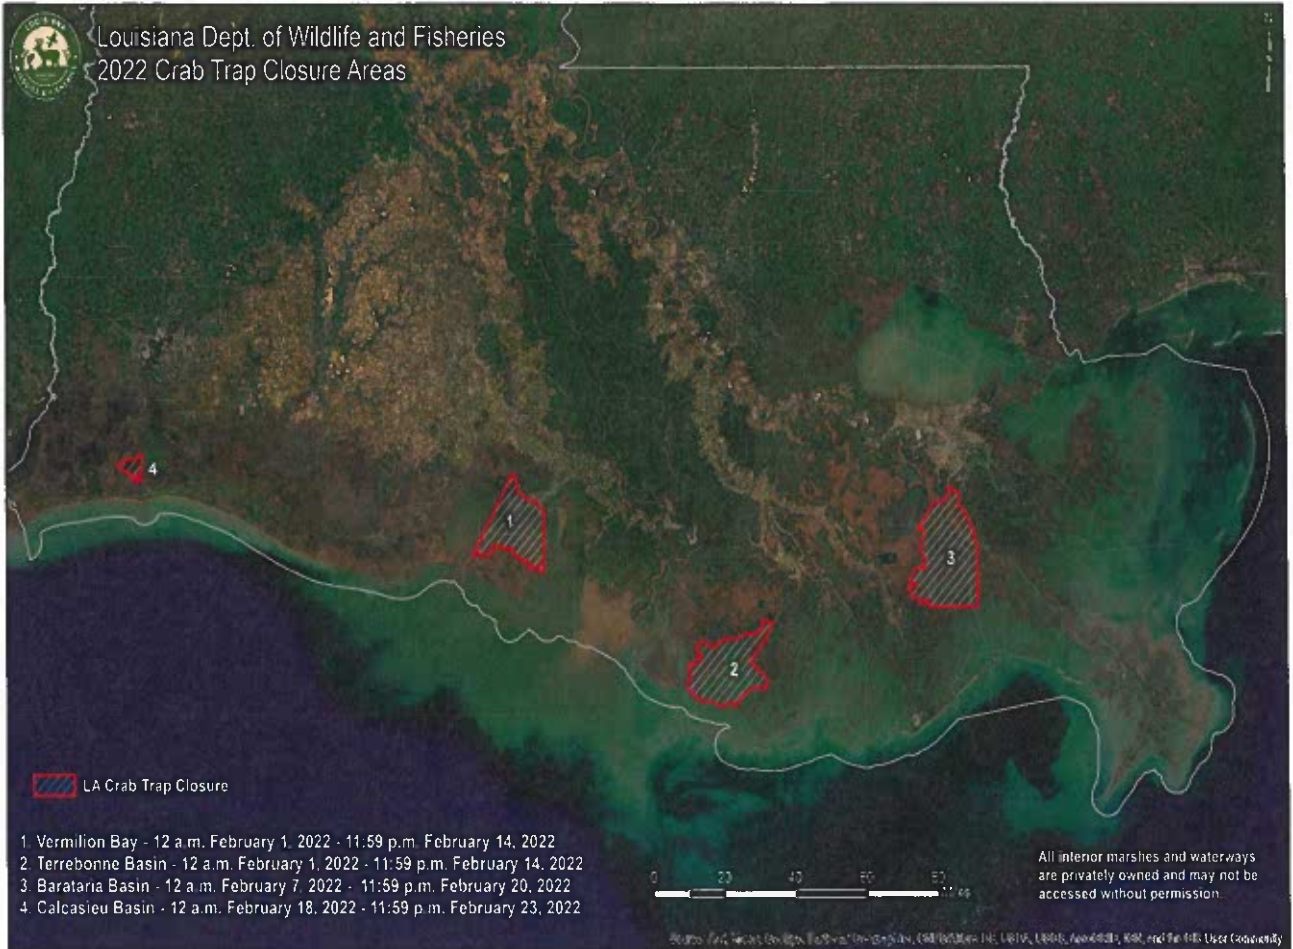 Louisiana Dept. of Wildlife and Fisheries
2022 Crab Trap Closure Areas
4
1
3
2
LA Crab Trap Closure
1. Vermilion Bay - 12 a.m. February 1, 2022 - 11:59 p.m. February 14, 2022
2. Terrebonne Basin - 12 a.m. February 1, 2022 - 11:59 p.m. February 14, 2022
3. Barataria Basin - 12 a.m. February 7, 2022 - 11:59 p.m. February 20, 2022
4. Calcasieu Basin - 12 a.m. February 18, 2022 - 11:59 p.m. February 23, 2022
0 20 40 60 80
All interior marshes and waterways
are privately owned and may not be
accessed without permission.
User Community